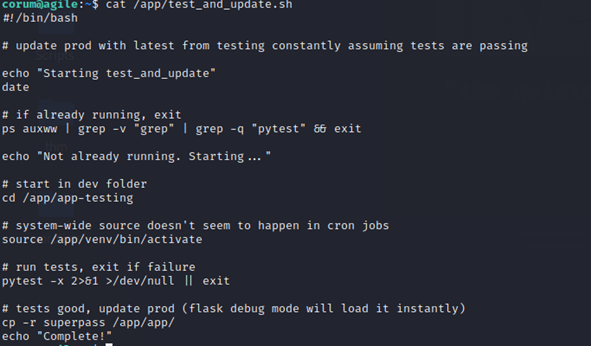 corum@agile:~$ cat /app/test_and_update.sh
#!/bin/bash
# update prod with latest from testing constantly assuming tests are passing
echo "Starting test_and_update"
date
# if already running, exit
ps auxww | grep -v "grep" | grep -q "pytest" && exit
echo "Not already running. Starting..."
# start in dev folder
cd /app/app-testing
# system-wide source doesn't seem to happen in cron jobs
source /app/venv/bin/activate
# run tests, exit if failure
pytest -x 2>&1 >/dev/null || exit
# tests good, update prod (flask debug mode will load it instantly)
cp -r superpass /app/app/
echo "Complete!"